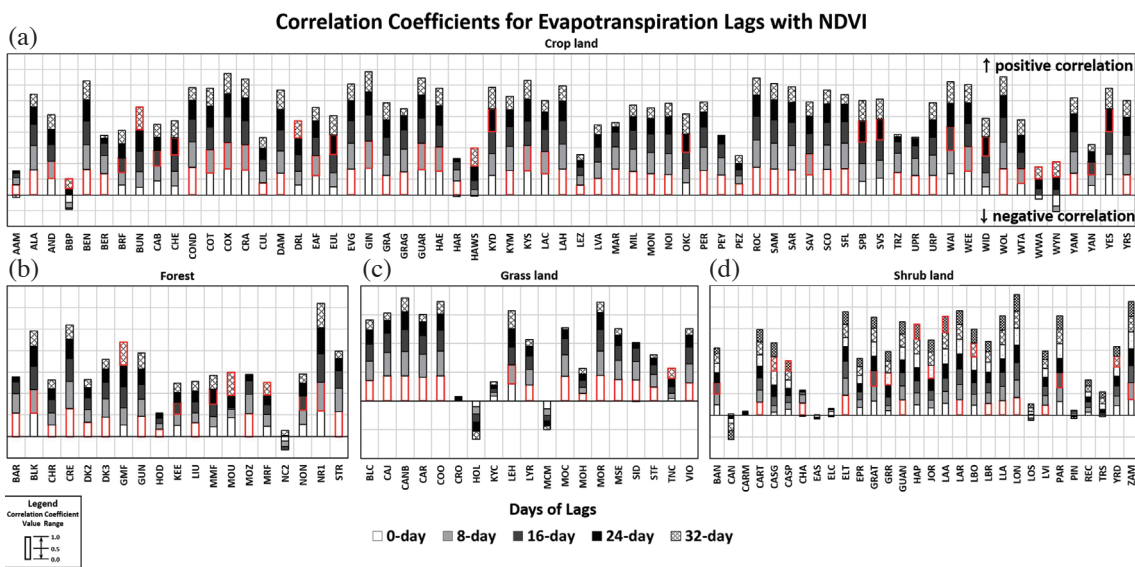 Correlation Coefficients for Evapotranspiration Lags with NDVI
(a)
Crop land
↑ positive correlation
↓ negative correlation
AAM ALA AND BBP BEN BER BRF BUN CAB CHE COND COT COX CRA CUL DAM DRL EAF EUL EVG GIN GRA GRAG GUAR HAE HAR HAWS KYD KYM KYS LAC LAH LEZ LVA MAR MIL MON NOI OKC PER PEY PEZ ROC SAM SAR SAV SCO SFL SPB SVS TRZ UPR URP WAI WEE WID WOL WTA WWA WYN YAM YAN YES YRS
(b)
Forest
BAR BLK CHR CRE DK2 DK3 GMF GUN HOD KEE LIU MMF MOU MOZ MRF NC2 NON NR1 STR
(c)
Grass land
BLC CAJ CANB CAR COO CRO HOL KYC LEH LYR MCM MOC MOH MOR MSE SID STF TNC VIO
(d)
Shrub land
BAN CAN CARM CART CASG CASP CHA EAS ELC ELT EPR GRAT GRR GUAN HAP JOR LAA LAR LBO LBR LLA LON LOS LVI PAR PIN REC TRS YRD ZAM
Legend
Correlation Coefficient
Value Range
1.0
0.5
0.0
Days of Lags
0-day 8-day 16-day 24-day 32-day